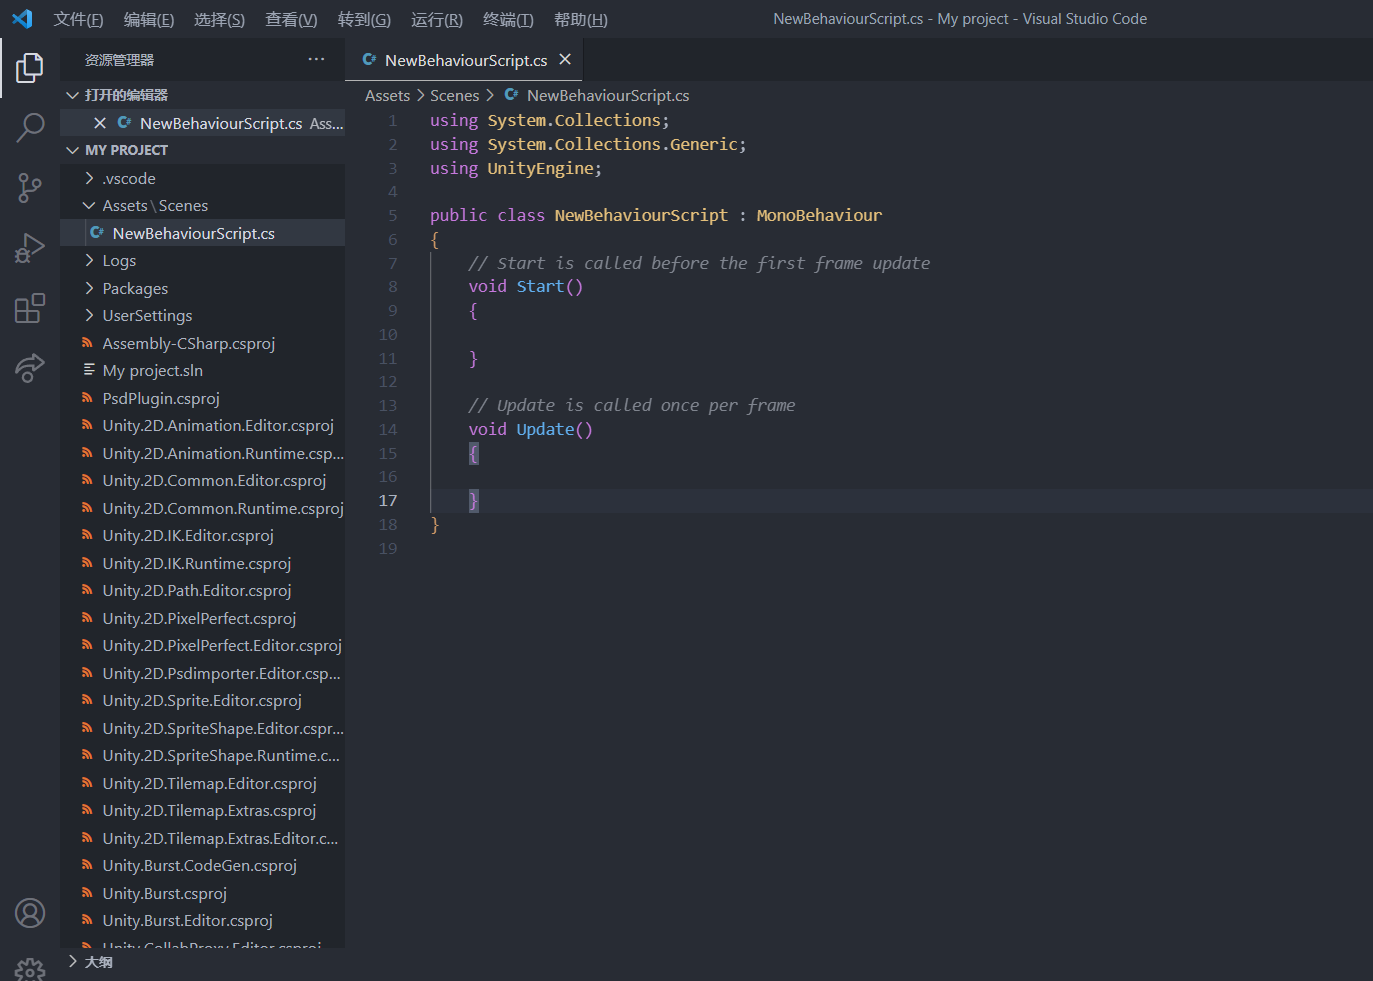 文件(F) 编辑(E) 选择(S) 查看(V) 转到(G) 运行(R) 终端(T) 帮助(H) NewBehaviourScript.cs - My project - Visual Studio Code
资源管理器 ···
打开的编辑器
NewBehaviourScript.cs Ass...
MY PROJECT
.vscode
Assets\Scenes
NewBehaviourScript.cs
Logs
Packages
UserSettings
Assembly-CSharp.csproj
My project.sln
PsdPlugin.csproj
Unity.2D.Animation.Editor.csproj
Unity.2D.Animation.Runtime.csp...
Unity.2D.Common.Editor.csproj
Unity.2D.Common.Runtime.csproj
Unity.2D.IK.Editor.csproj
Unity.2D.IK.Runtime.csproj
Unity.2D.Path.Editor.csproj
Unity.2D.PixelPerfect.csproj
Unity.2D.PixelPerfect.Editor.csproj
Unity.2D.Psdimporter.Editor.csp...
Unity.2D.Sprite.Editor.csproj
Unity.2D.SpriteShape.Editor.cspr...
Unity.2D.SpriteShape.Runtime.c...
Unity.2D.Tilemap.Editor.csproj
Unity.2D.Tilemap.Extras.csproj
Unity.2D.Tilemap.Extras.Editor.c...
Unity.Burst.CodeGen.csproj
Unity.Burst.csproj
Unity.Burst.Editor.csproj
Unity.CollabProxy.Editor.csproj
大纲
NewBehaviourScript.cs
Assets > Scenes > NewBehaviourScript.cs
1 using System.Collections;
2 using System.Collections.Generic;
3 using UnityEngine;
4
5 public class NewBehaviourScript : MonoBehaviour
6 {
7 // Start is called before the first frame update
8 void Start()
9 {
10
11 }
12
13 // Update is called once per frame
14 void Update()
15 {
16
17 }
18 }
19